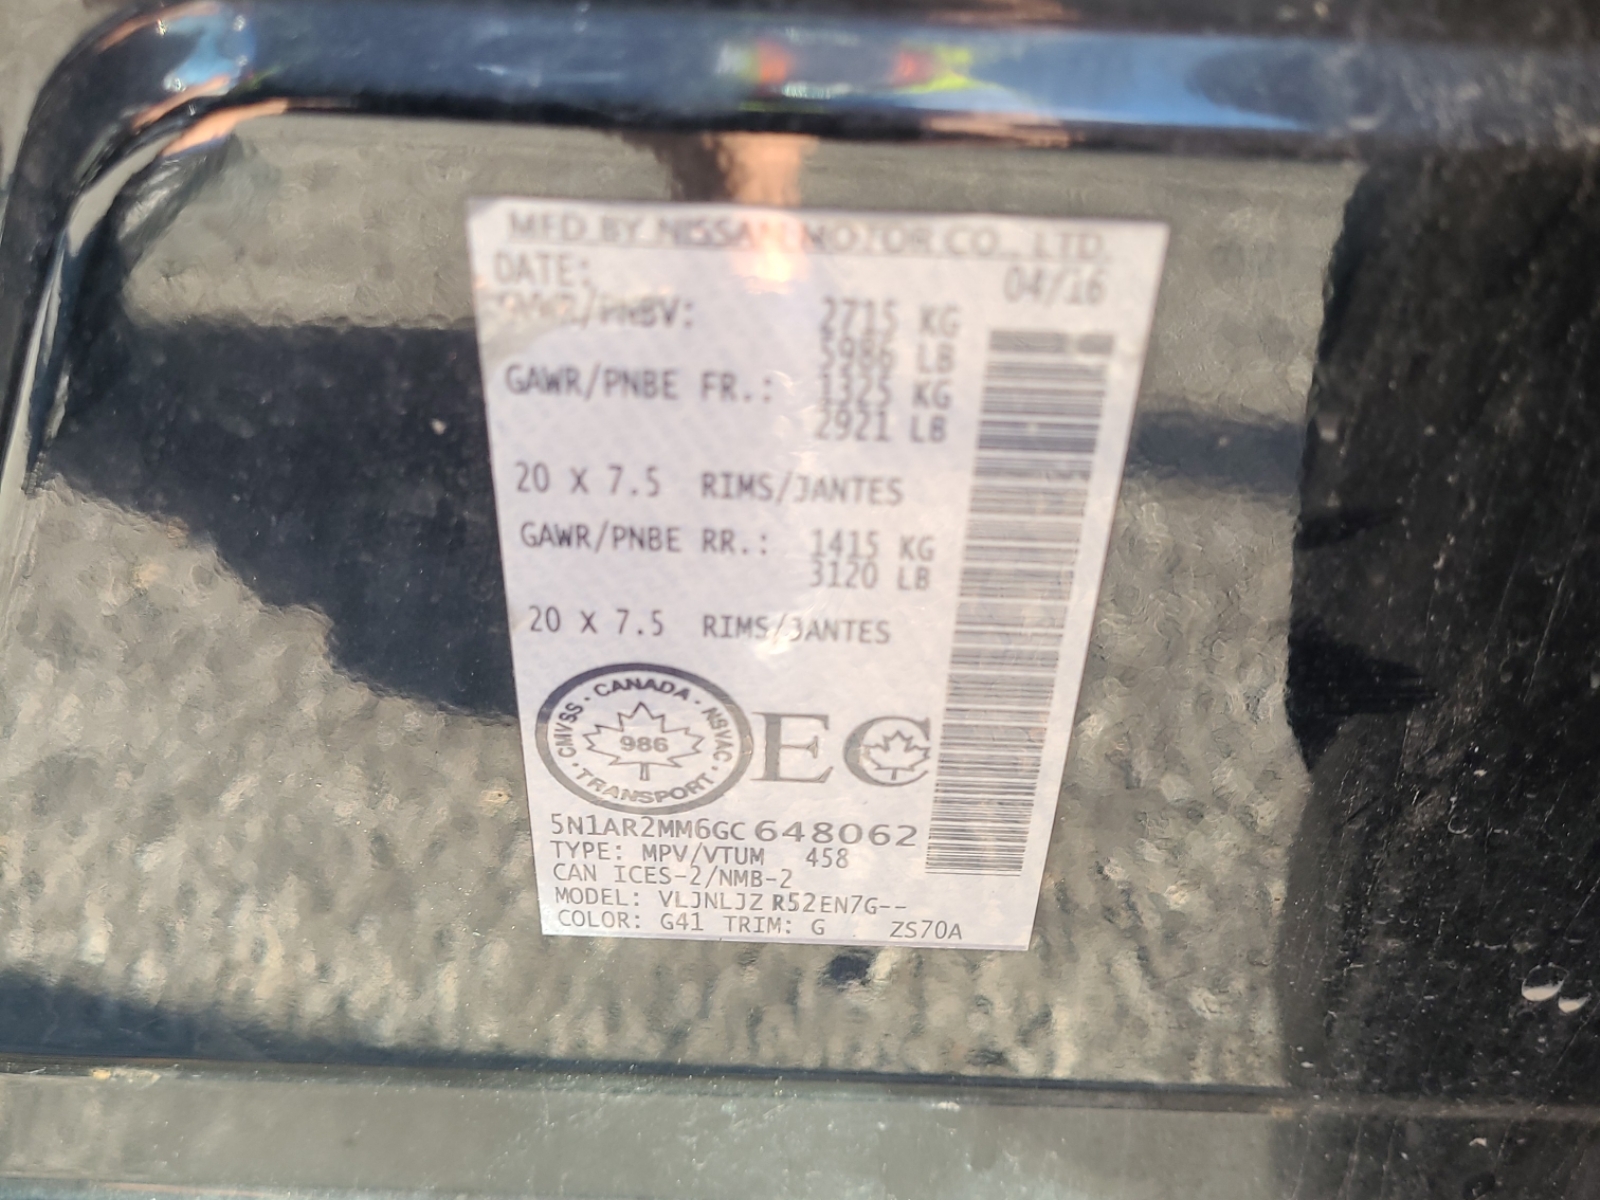 MFD BY NISSAN MOTOR CO., LTD.
DATE: 04/16
GVWR/PNBV: 2715 KG
5986 LB
GAWR/PNBE FR.: 1325 KG
2921 LB
20 X 7.5 RIMS/JANTES
GAWR/PNBE RR.: 1415 KG
3120 LB
20 X 7.5 RIMS/JANTES
CANADA · NSVAC · TRANSPORT · CMVSS ·
986
EC
5N1AR2MM6GC648062
TYPE: MPV/VTUM 458
CAN ICES-2/NMB-2
MODEL: VLJNLJZ R52EN7G--
COLOR: G41 TRIM: G ZS70A